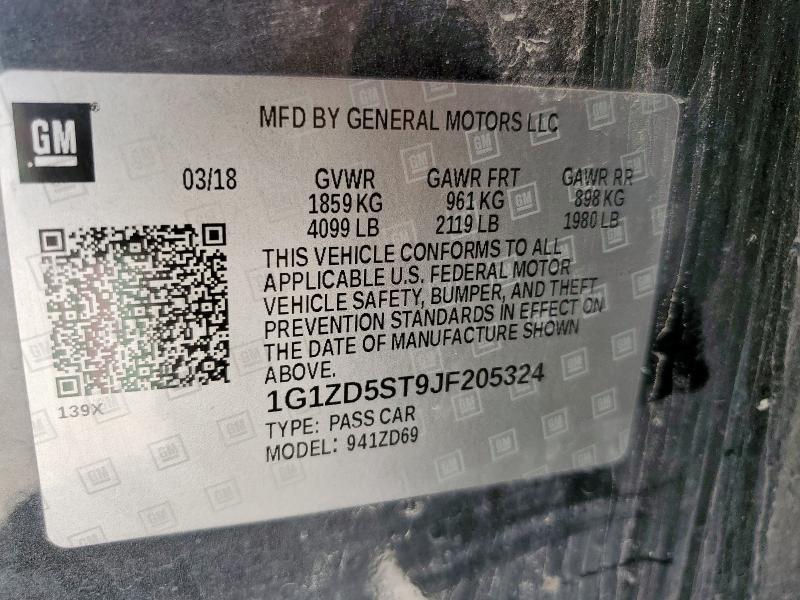 GM
MFD BY GENERAL MOTORS LLC
03/18 GVWR GAWR FRT GAWR RR
1859 KG 961 KG 898 KG
4099 LB 2119 LB 1980 LB
THIS VEHICLE CONFORMS TO ALL
APPLICABLE U.S. FEDERAL MOTOR
VEHICLE SAFETY, BUMPER, AND THEFT
PREVENTION STANDARDS IN EFFECT ON
THE DATE OF MANUFACTURE SHOWN
ABOVE.
1G1ZD5ST9JF205324
139X
TYPE: PASS CAR
MODEL: 941ZD69